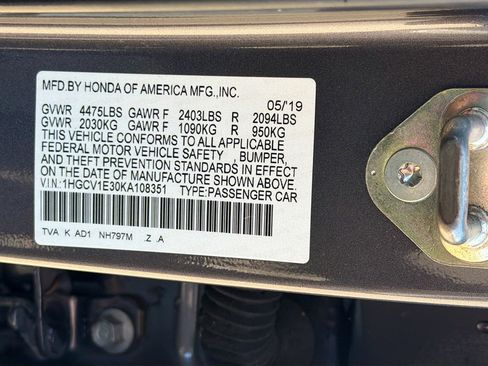 MFD.BY HONDA OF AMERICA MFG.,INC. 05/'19
GVWR 4475LBS GAWR F 2403LBS R 2094LBS
GVWR 2030KG GAWR F 1090KG R 950KG
THIS VEHICLE CONFORMS TO ALL APPLICABLE
FEDERAL MOTOR VEHICLE SAFETY , BUMPER,
AND THEFT PREVENTION STANDARDS IN EFFECT
ON THE DATE OF MANUFACTURE SHOWN ABOVE.
V.I.N.:1HGCV1E30KA108351 TYPE:PASSENGER CAR
TVA K AD1 NH797M .Z .A